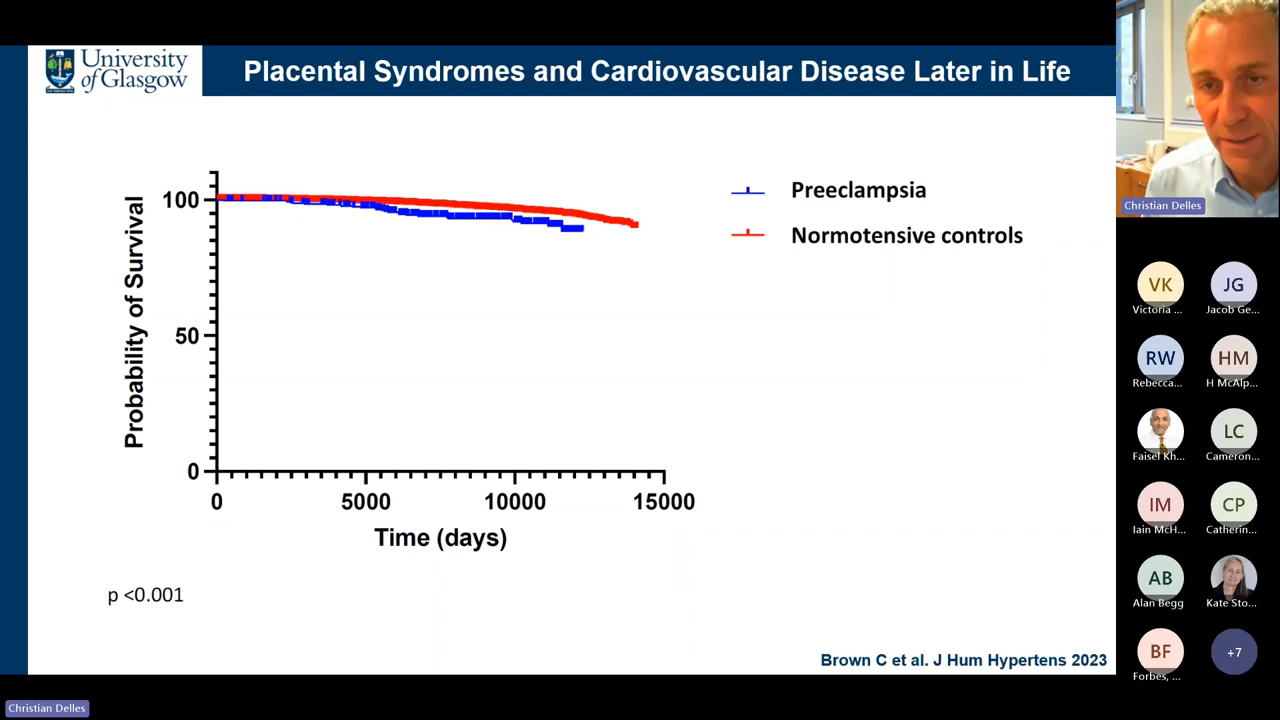 University
of Glasgow
Placental Syndromes and Cardiovascular Disease Later in Life
Probability of Survival
100
50
0
0 5000 10000 15000
Time (days)
Preeclampsia
Normotensive controls
p <0.001
Brown C et al. J Hum Hypertens 2023
Christian Delles
VK
Victoria ...
JG
Jacob Ge...
RW
Rebecca...
HM
H McAlp...
Faisel Kh...
LC
Cameron...
IM
Iain McH...
CP
Catherin...
AB
Alan Begg
Kate Sto...
BF
Forbes, ...
+7
Christian Delles